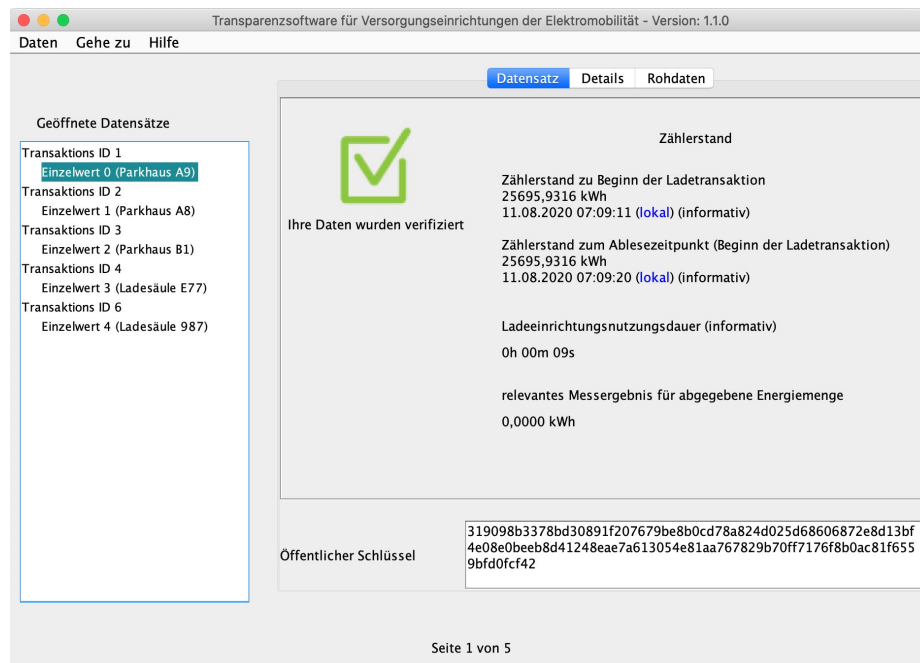 Transparenzsoftware für Versorgungseinrichtungen der Elektromobilität - Version: 1.1.0
Daten Gehe zu Hilfe
Datensatz Details Rohdaten
Geöffnete Datensätze
Transaktions ID 1
Einzelwert 0 (Parkhaus A9)
Transaktions ID 2
Einzelwert 1 (Parkhaus A8)
Transaktions ID 3
Einzelwert 2 (Parkhaus B1)
Transaktions ID 4
Einzelwert 3 (Ladesäule E77)
Transaktions ID 6
Einzelwert 4 (Ladesäule 987)
Ihre Daten wurden verifiziert
Zählerstand
Zählerstand zu Beginn der Ladetransaktion
25695,9316 kWh
11.08.2020 07:09:11 (lokal) (informativ)
Zählerstand zum Ablesezeitpunkt (Beginn der Ladetransaktion)
25695,9316 kWh
11.08.2020 07:09:20 (lokal) (informativ)
Ladeeinrichtungsnutzungsdauer (informativ)
0h 00m 09s
relevantes Messergebnis für abgegebene Energiemenge
0,0000 kWh
Öffentlicher Schlüssel
319098b3378bd30891f207679be8b0cd78a824d025d68606872e8d13bf
4e08e0beeb8d41248eae7a613054e81aa767829b70ff7176f8b0ac81f655
9bfd0fcf42
Seite 1 von 5